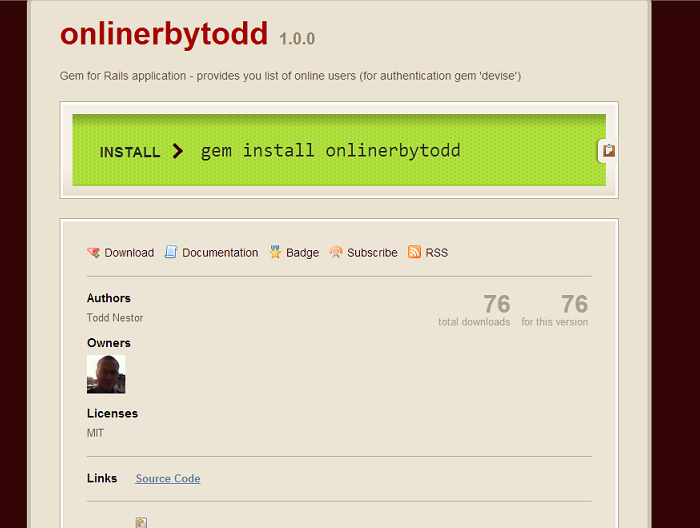 onlinerbytodd 1.0.0
Gem for Rails application - provides you list of online users (for authentication gem 'devise')
INSTALL gem install onlinerbytodd
Download Documentation Badge Subscribe RSS
Authors
Todd Nestor
76 76
total downloads for this version
Owners
Licenses
MIT
Links Source Code